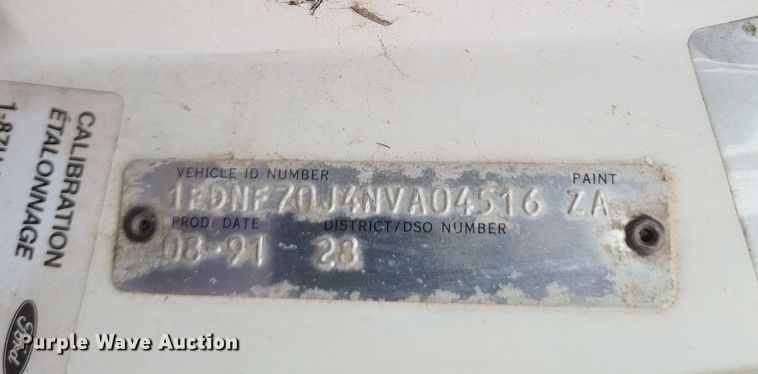 CALIBRATION
ÉTALONNAGE
Ford
VEHICLE ID NUMBER PAINT
1FDNF70J4NVA04516 ZA
PROD. DATE DISTRICT/DSO NUMBER
08-91 28
Purple Wave Auction